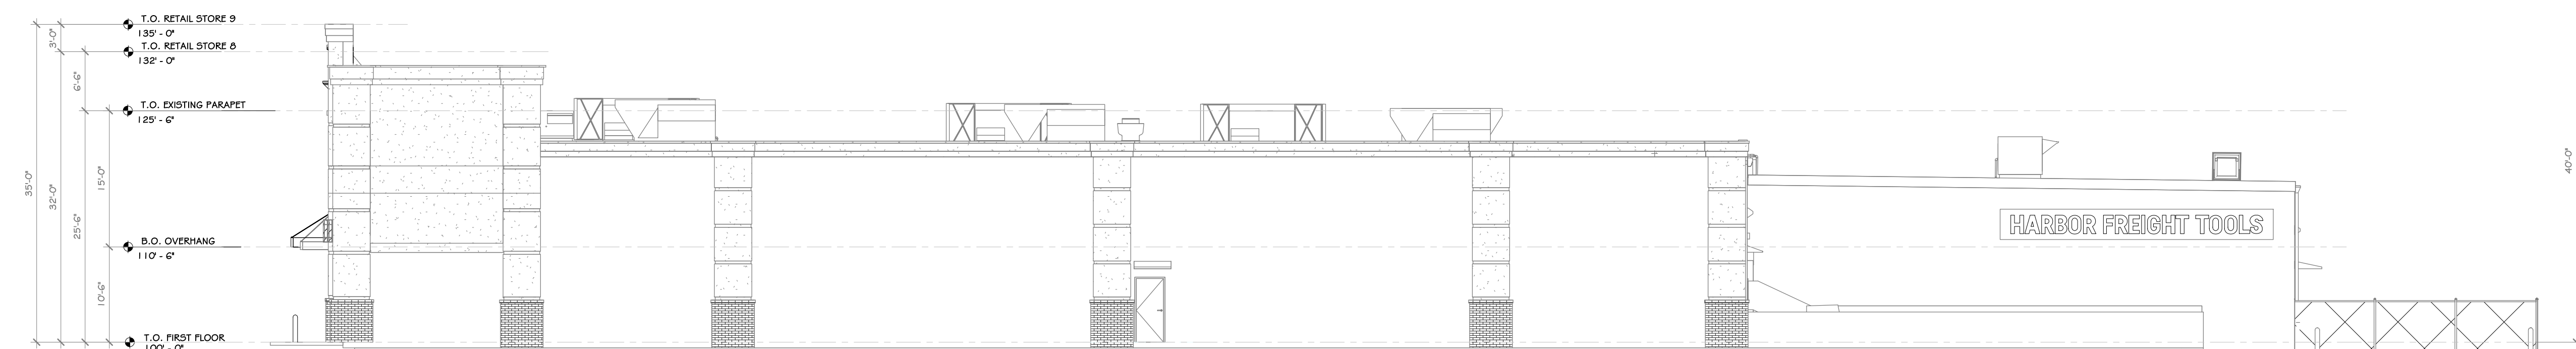 T.O. RETAIL STORE 9
135' - 0"
3'-0"
T.O. RETAIL STORE 8
132' - 0"
6'-6"
T.O. EXISTING PARAPET
125' - 6"
35'-0"
32'-0"
25'-6"
15'-0"
40'-0"
HARBOR FREIGHT TOOLS
B.O. OVERHANG
110' - 6"
10'-6"
T.O. FIRST FLOOR
100' - 0"